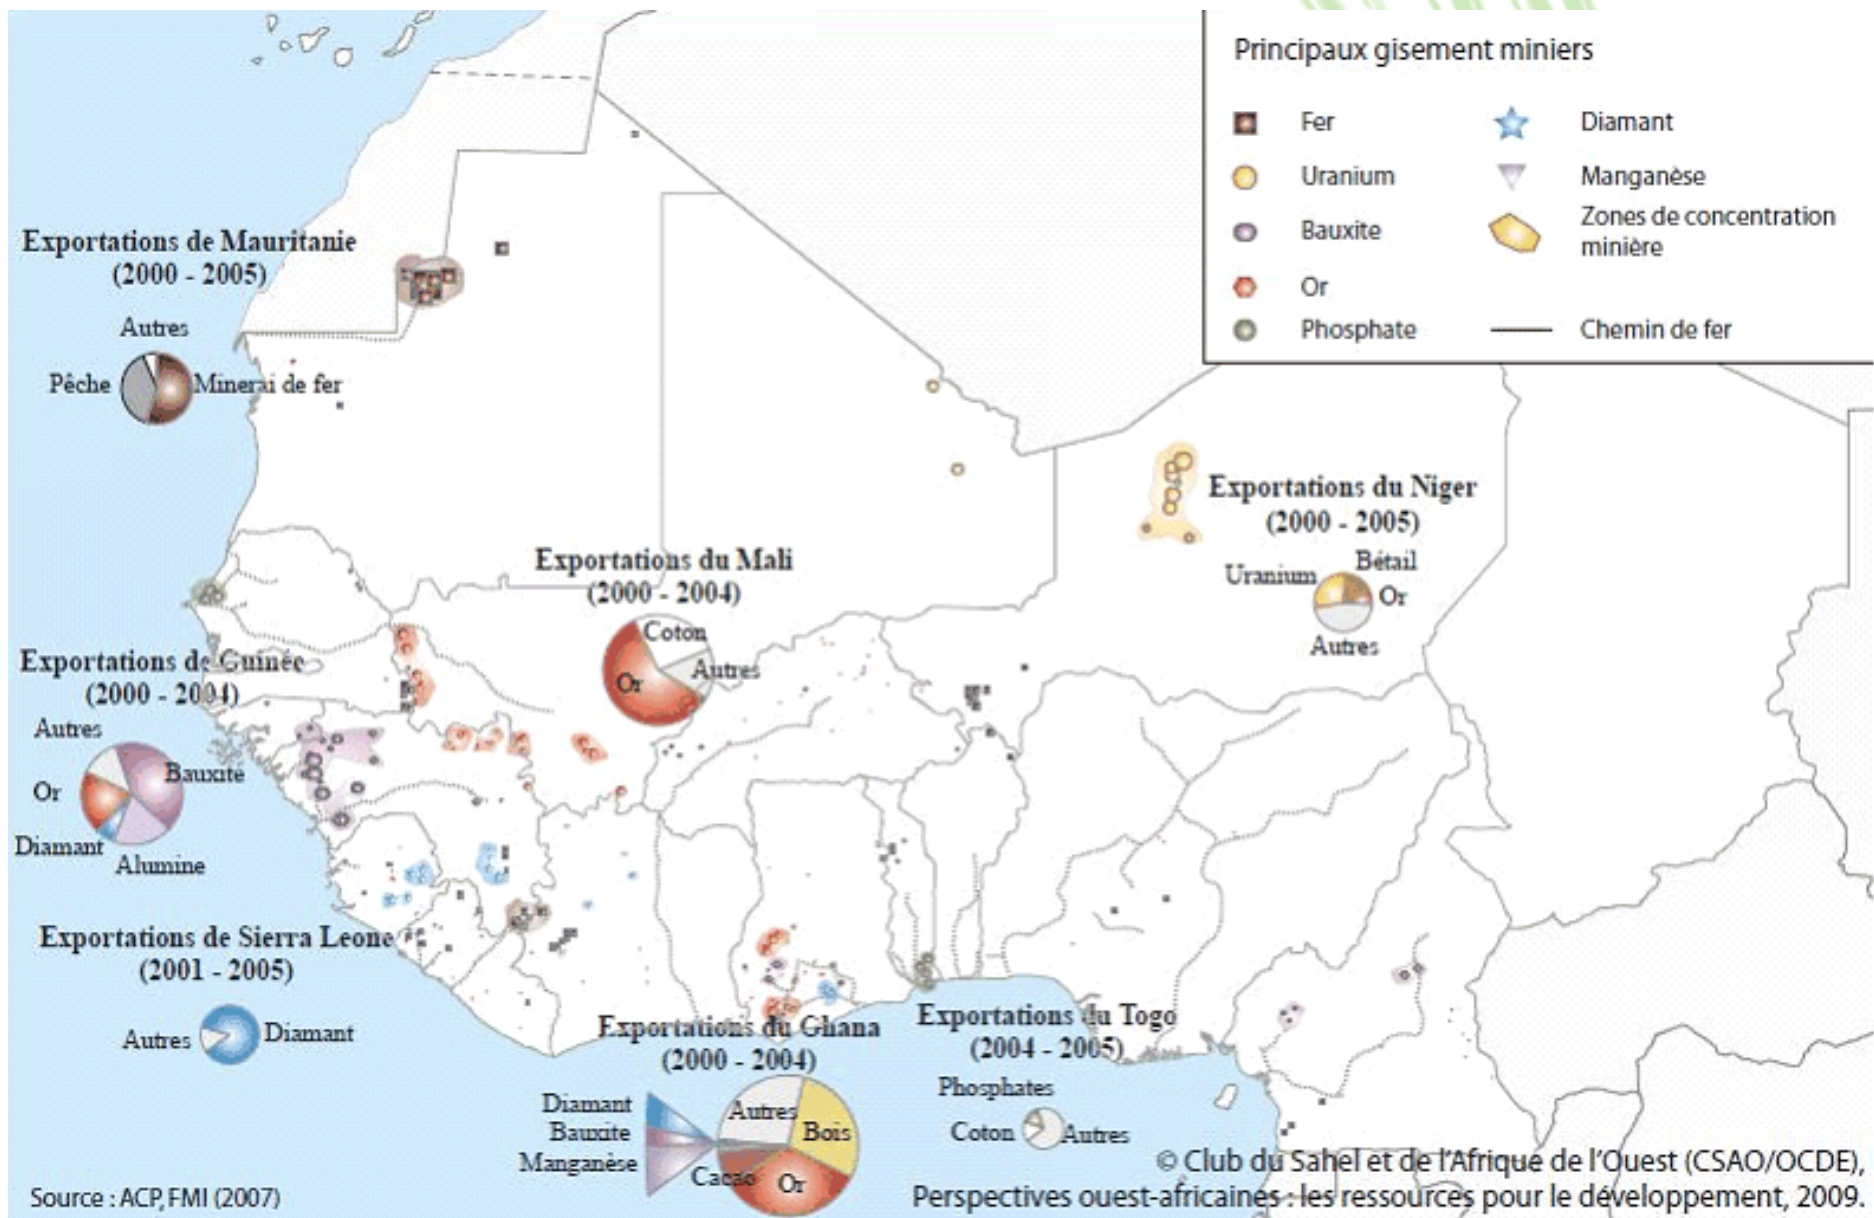 Principaux gisement miniers
Fer
Diamant
Uranium
Manganèse
Bauxite
Zones de concentration
minière
Or
Phosphate
Chemin de fer
Exportations de Mauritanie
(2000 - 2005)
Autres
Pêche
Minerai de fer
Exportations du Niger
(2000 - 2005)
Uranium
Bétail
Or
Autres
Exportations du Mali
(2000 - 2004)
Coton
Autres
Or
Exportations de Guinée
(2000 - 2004)
Autres
Bauxite
Or
Diamant
Alumine
Exportations de Sierra Leone
(2001 - 2005)
Autres
Diamant
Exportations du Ghana
(2000 - 2004)
Diamant
Bauxite
Manganèse
Autres
Bois
Cacao
Or
Exportations du Togo
(2004 - 2005)
Phosphates
Coton
Autres
Source : ACP, FMI (2007)
© Club du Sahel et de l'Afrique de l'Ouest (CSAO/OCDE),
Perspectives ouest-africaines : les ressources pour le développement, 2009.